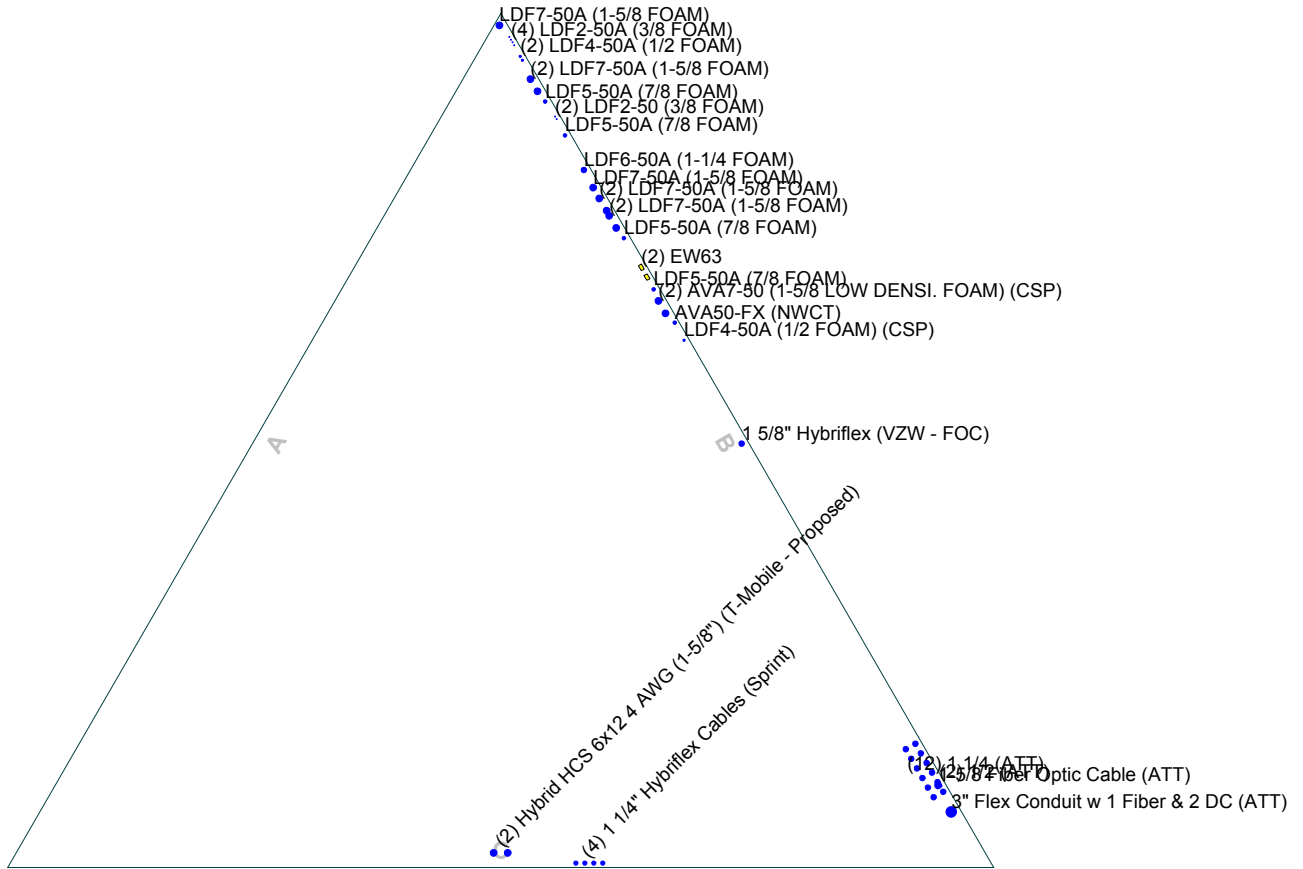 LDF7-50A (1-5/8 FOAM)
(4) LDF2-50A (3/8 FOAM)
(2) LDF4-50A (1/2 FOAM)
(2) LDF7-50A (1-5/8 FOAM)
LDF5-50A (7/8 FOAM)
(2) LDF2-50 (3/8 FOAM)
LDF5-50A (7/8 FOAM)
LDF6-50A (1-1/4 FOAM)
LDF7-50A (1-5/8 FOAM)
(2) LDF7-50A (1-5/8 FOAM)
(2) LDF7-50A (1-5/8 FOAM)
LDF5-50A (7/8 FOAM)
(2) EW63
LDF5-50A (7/8 FOAM)
(2) AVA7-50 (1-5/8 LOW DENSI. FOAM) (CSP)
AVA50-FX (NWCT)
LDF4-50A (1/2 FOAM) (CSP)
A
B
1 5/8" Hybriflex (VZW - FOC)
(2) Hybrid HCS 6x12 4 AWG (1-5/8") (T-Mobile - Proposed)
(4) 1 1/4" Hybriflex Cables (Sprint)
(12) 1 1/4 (ATT)
(2) 1/2 (ATT)
1-5/8 Fiber Optic Cable (ATT)
3" Flex Conduit w 1 Fiber & 2 DC (ATT)
C